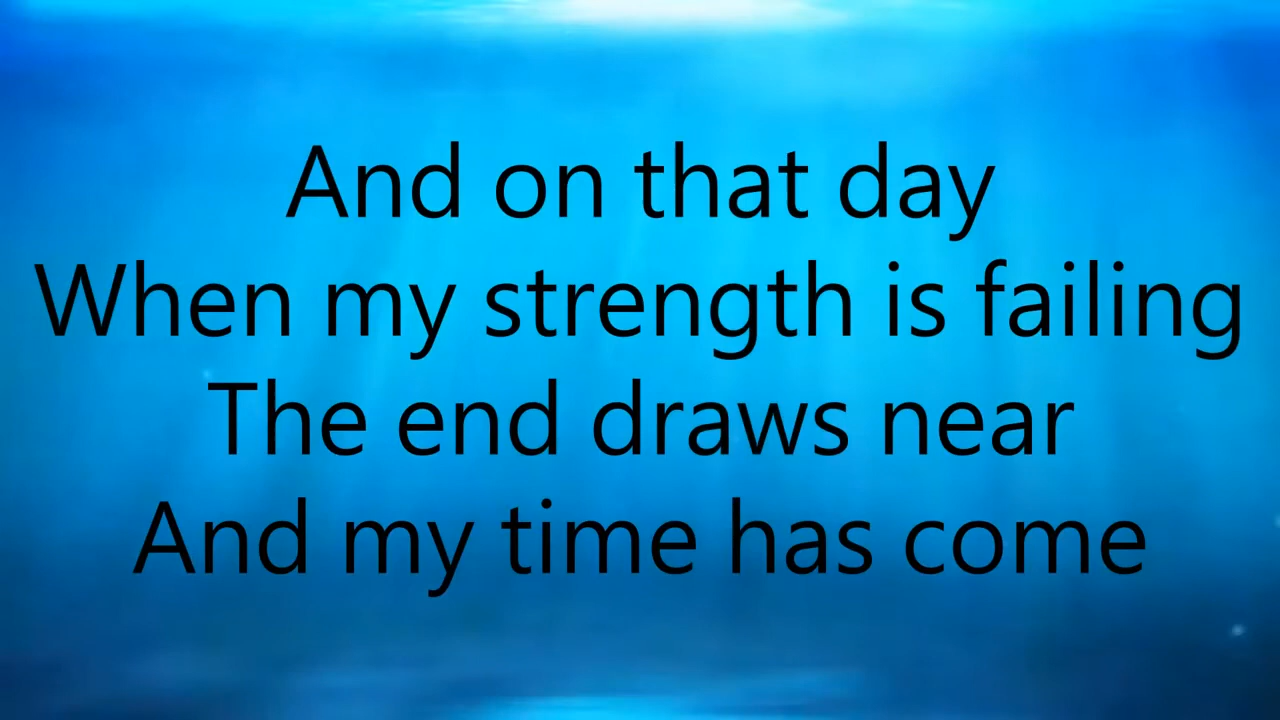 And on that day
When my strength is failing
The end draws near
And my time has come